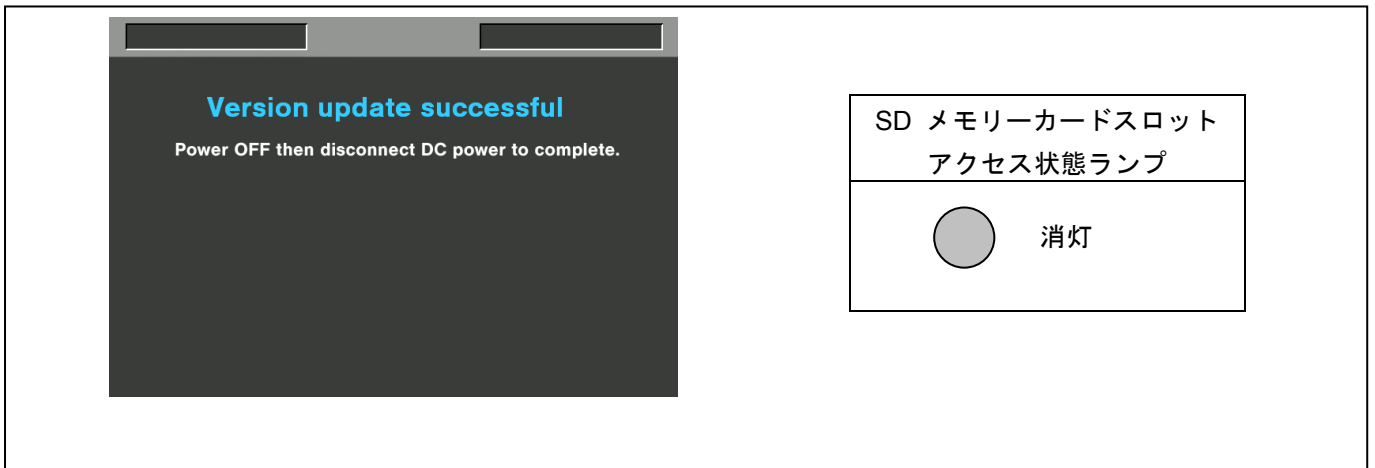 Version update successful
Power OFF then disconnect DC power to complete.
SD メモリーカードスロット
アクセス状態ランプ
消灯